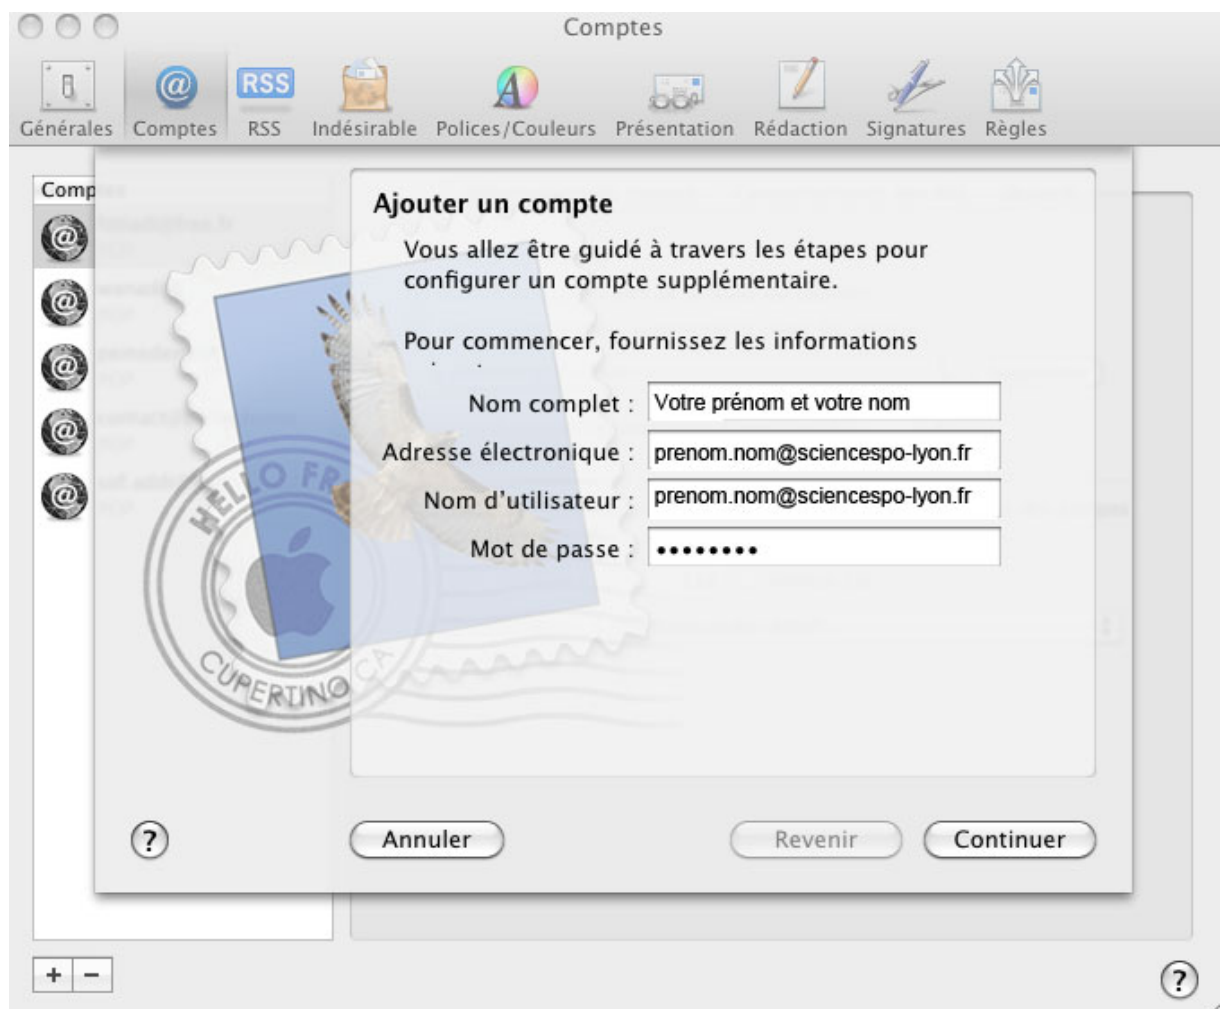 Comptes
Générales Comptes RSS Indésirable Polices/Couleurs Présentation Rédaction Signatures Règles
RSS
Comptes
Ajouter un compte
Vous allez être guidé à travers les étapes pour
configurer un compte supplémentaire.
Pour commencer, fournissez les informations
Nom complet : Votre prénom et votre nom
Adresse électronique : prenom.nom@sciencespo-lyon.fr
Nom d'utilisateur : prenom.nom@sciencespo-lyon.fr
Mot de passe : ••••••••
HELLO FR
CUPERTINO CA
? Annuler Revenir Continuer
+ −
?